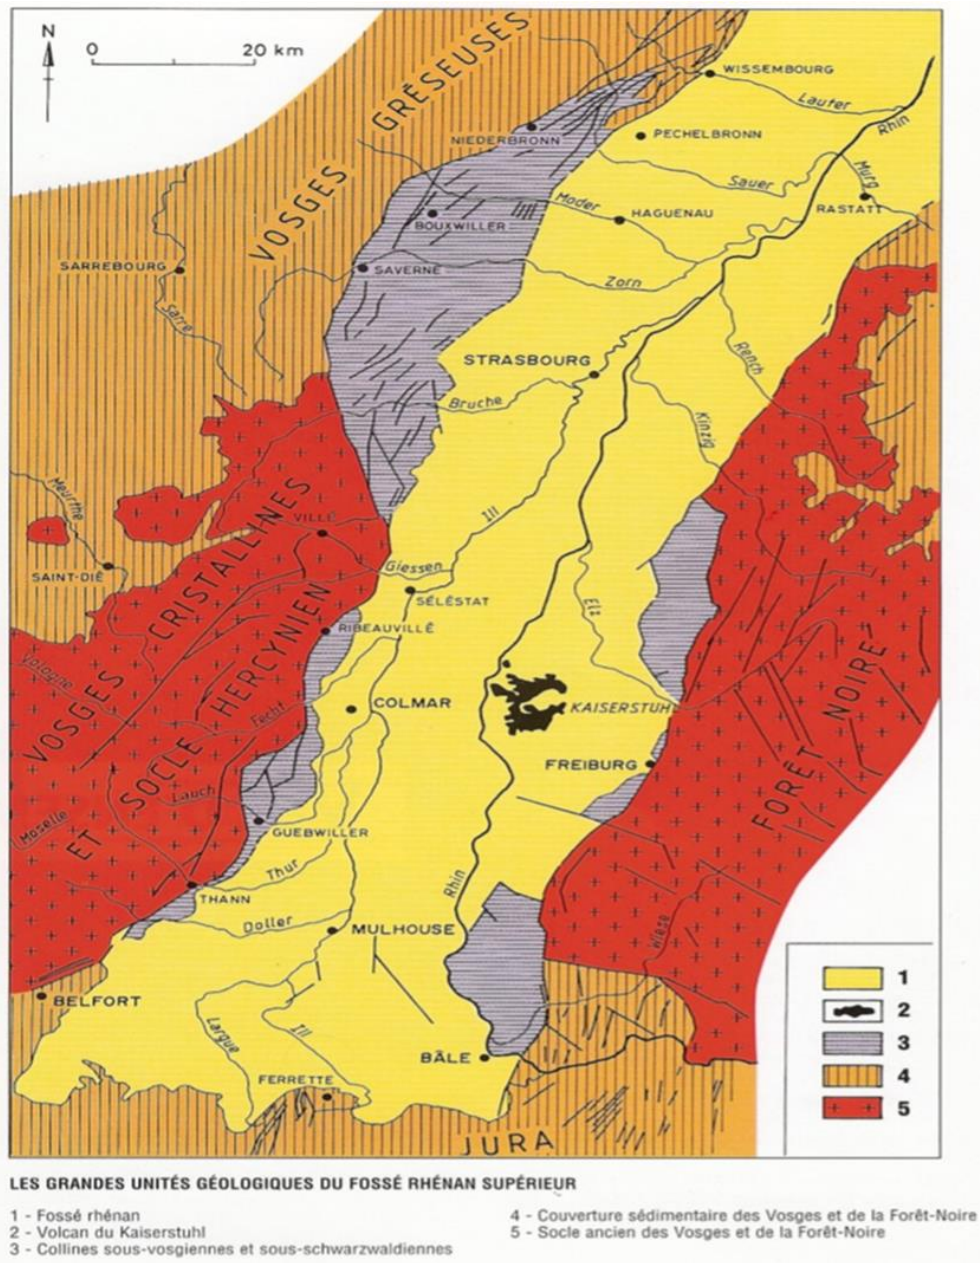 N
0 20 km
VOSGES GRÉSEUSES
WISSEMBOURG
Lauter
Rhin
NIEDERBRONN
PECHELBRONN
Sauer
Murg
Moder
RASTATT
BOUXWILLER
HAGUENAU
SARREBOURG
SAVERNE
Zorn
Sarre
STRASBOURG
Rench
Bruche
Kinzig
Meurthe
Ill
VILLÉ
SAINT-DIÉ
Giessen
SÉLESTAT
Elz
RIBEAUVILLÉ
Vologne
VOSGES CRISTALLINES
ET SOCLE HERCYNIEN
Fecht
COLMAR
KAISERSTUH
FORÊT NOIRE
FREIBURG
Lauch
Moselle
GUEBWILLER
Thur
Rhin
THANN
Doller
MULHOUSE
Wiese
BELFORT
Largue
Ill
BÂLE
FERRETTE
JURA
1
2
3
4
5
LES GRANDES UNITÉS GÉOLOGIQUES DU FOSSÉ RHÉNAN SUPÉRIEUR
1 - Fossé rhénan
2 - Volcan du Kaiserstuhl
3 - Collines sous-vosgiennes et sous-schwarzwaldiennes
4 - Couverture sédimentaire des Vosges et de la Forêt-Noire
5 - Socle ancien des Vosges et de la Forêt-Noire